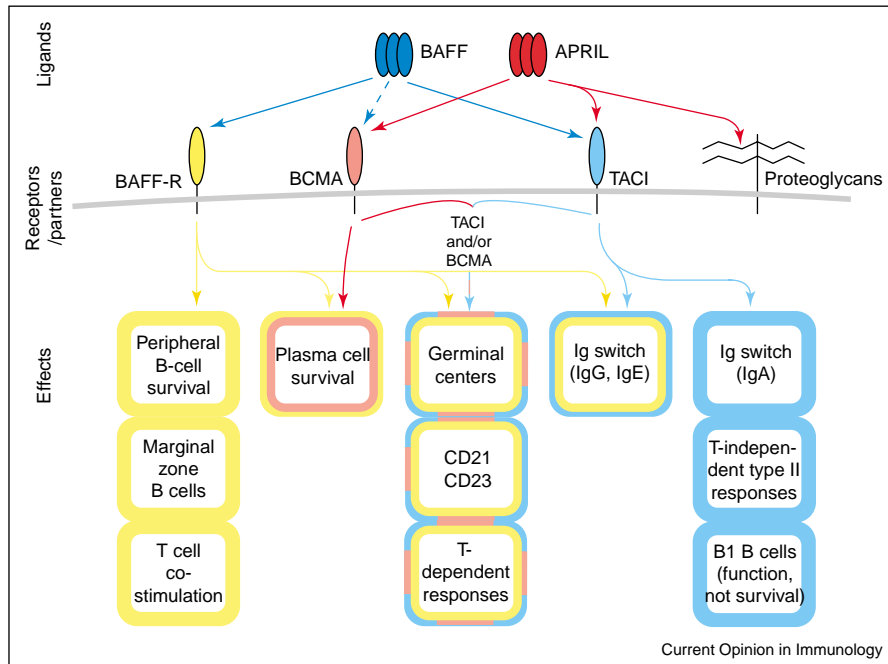 Ligands
BAFF
APRIL
Receptors
/partners
BAFF-R
BCMA
TACI
Proteoglycans
TACI
and/or
BCMA
Effects
Peripheral
B-cell
survival
Plasma cell
survival
Germinal
centers
Ig switch
(IgG, IgE)
Ig switch
(IgA)
Marginal
zone
B cells
CD21
CD23
T-indepen-
dent type II
responses
T cell
co-
stimulation
T-
dependent
responses
B1 B cells
(function,
not survival)
Current Opinion in Immunology